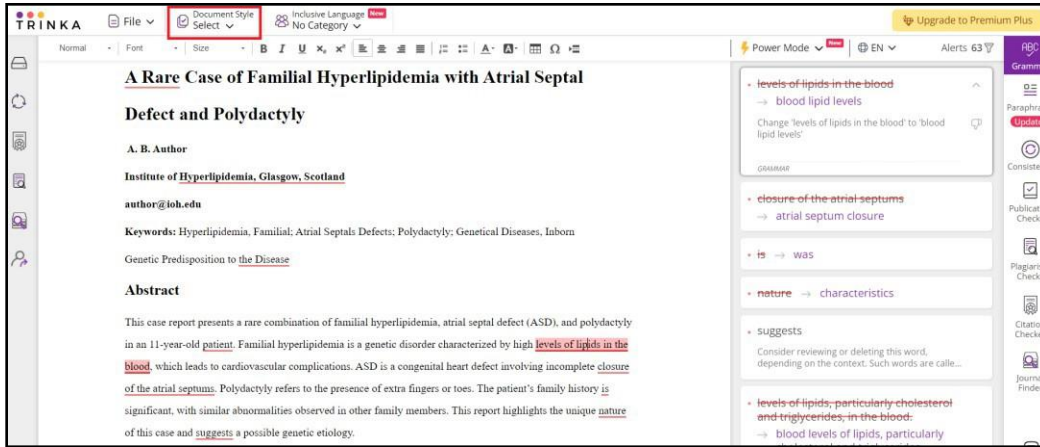 TRINKA
File
Document Style
Select
Inclusive Language New
No Category
Upgrade to Premium Plus
Normal
Font
Size
B I U x₂ x²
A A Ω
Power Mode New
EN
Alerts 63
ABC
Gramm
Paraphra
Update
Consiste
Publicat
Check
Plagiaris
Check
Citatio
Checke
Journa
Finde
A Rare Case of Familial Hyperlipidemia with Atrial Septal
Defect and Polydactyly
A. B. Author
Institute of Hyperlipidemia, Glasgow, Scotland
author@ioh.edu
Keywords: Hyperlipidemia, Familial; Atrial Septals Defects; Polydactyly; Genetical Diseases, Inborn
Genetic Predisposition to the Disease
Abstract
This case report presents a rare combination of familial hyperlipidemia, atrial septal defect (ASD), and polydactyly
in an 11-year-old patient. Familial hyperlipidemia is a genetic disorder characterized by high levels of lipids in the
blood, which leads to cardiovascular complications. ASD is a congenital heart defect involving incomplete closure
of the atrial septums. Polydactyly refers to the presence of extra fingers or toes. The patient's family history is
significant, with similar abnormalities observed in other family members. This report highlights the unique nature
of this case and suggests a possible genetic etiology.
levels of lipids in the blood
→ blood lipid levels
Change 'levels of lipids in the blood' to 'blood
lipid levels'
GRAMMAR
closure of the atrial septums
→ atrial septum closure
is → was
nature → characteristics
suggests
Consider reviewing or deleting this word,
depending on the context. Such words are calle...
levels of lipids, particularly cholesterol
and triglycerides, in the blood.
→ blood levels of lipids, particularly